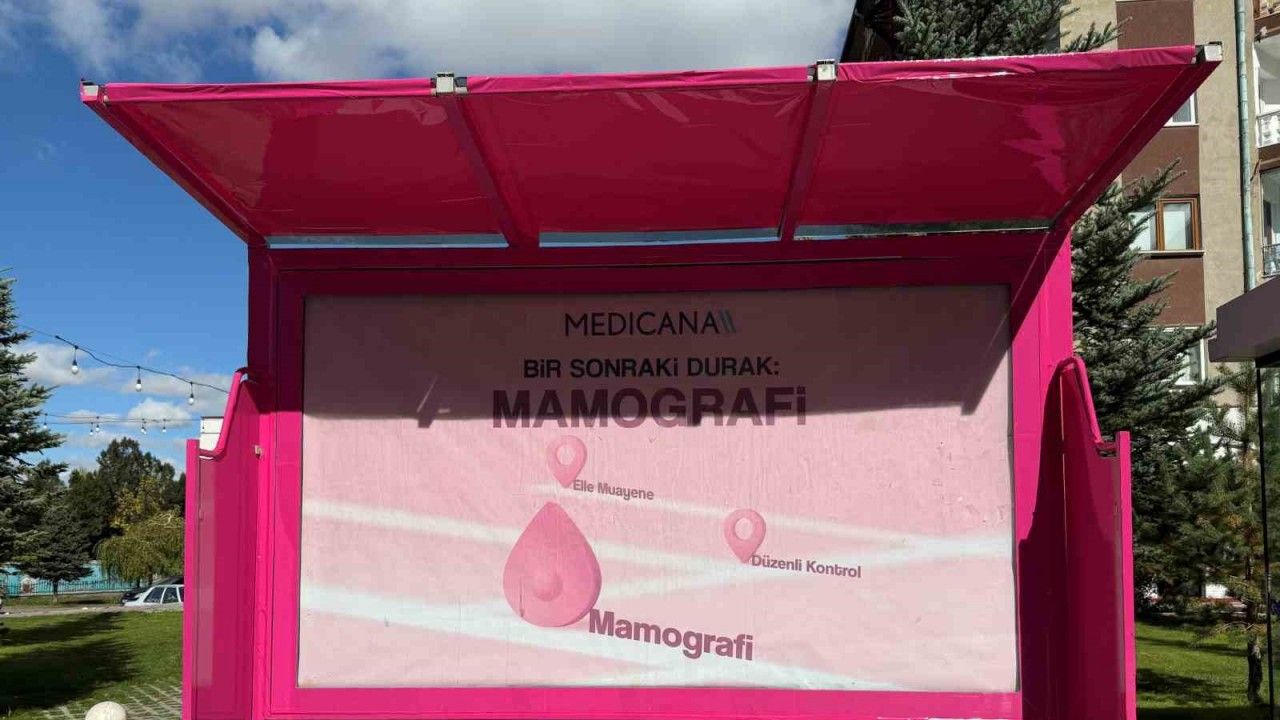 MEDICANA
BİR SONRAKİ DURAK:
MAMOGRAFİ
Elle Muayene
Düzenli Kontrol
Mamografi